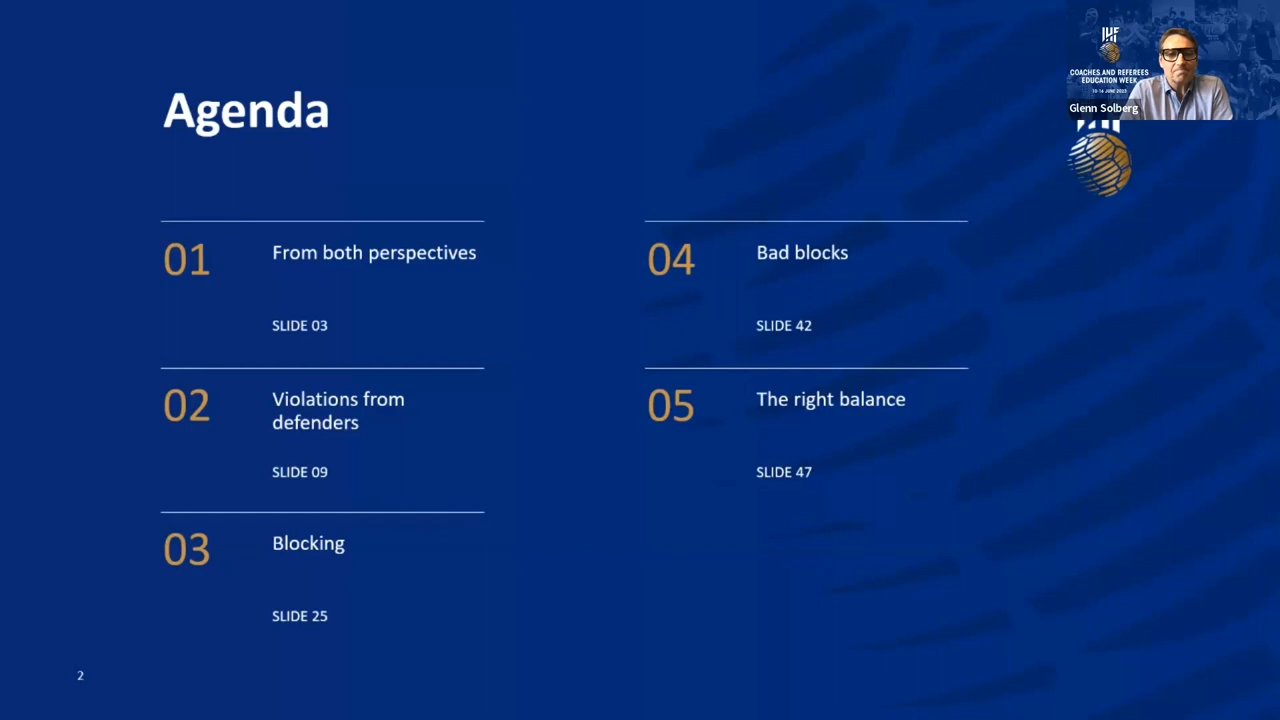 Agenda
01
From both perspectives
SLIDE 03
02
Violations from
defenders
SLIDE 09
03
Blocking
SLIDE 25
04
Bad blocks
SLIDE 42
05
The right balance
SLIDE 47
2
IHF
COACHES AND REFEREES
EDUCATION WEEK
Glenn Solberg